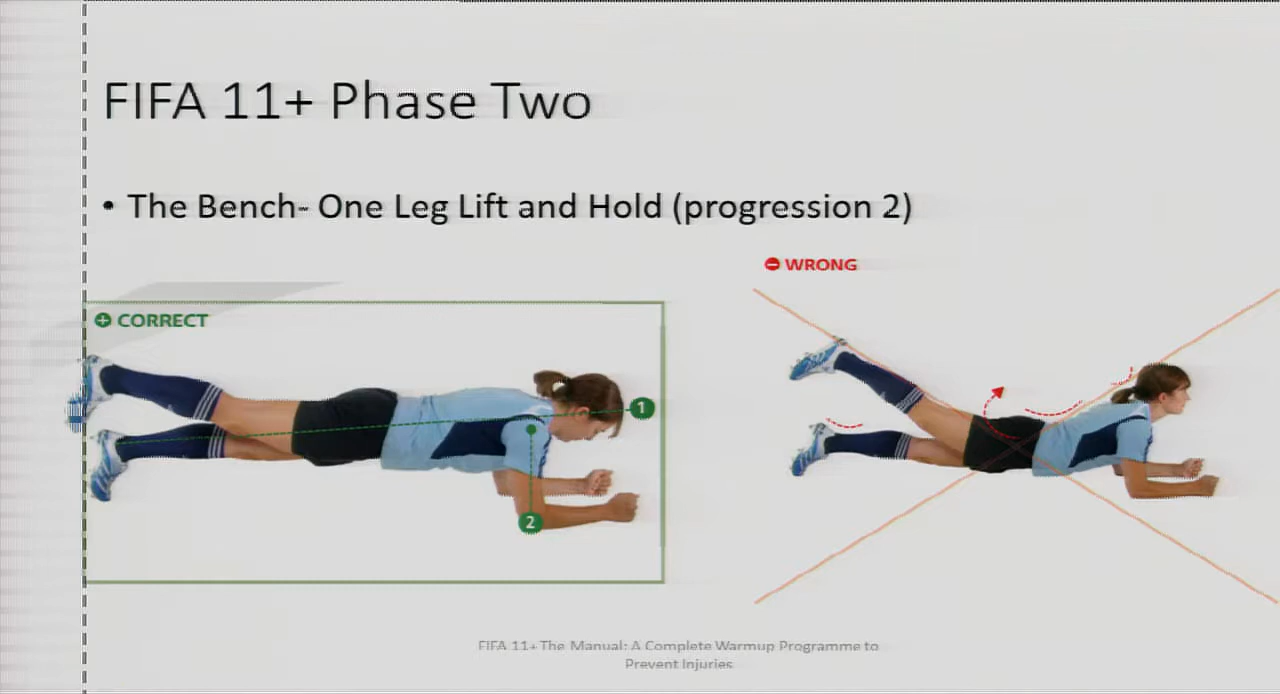 FIFA 11+ Phase Two
• The Bench- One Leg Lift and Hold (progression 2)
WRONG
CORRECT
1
2
FIFA 11+ The Manual: A Complete Warmup Programme to
Prevent Injuries